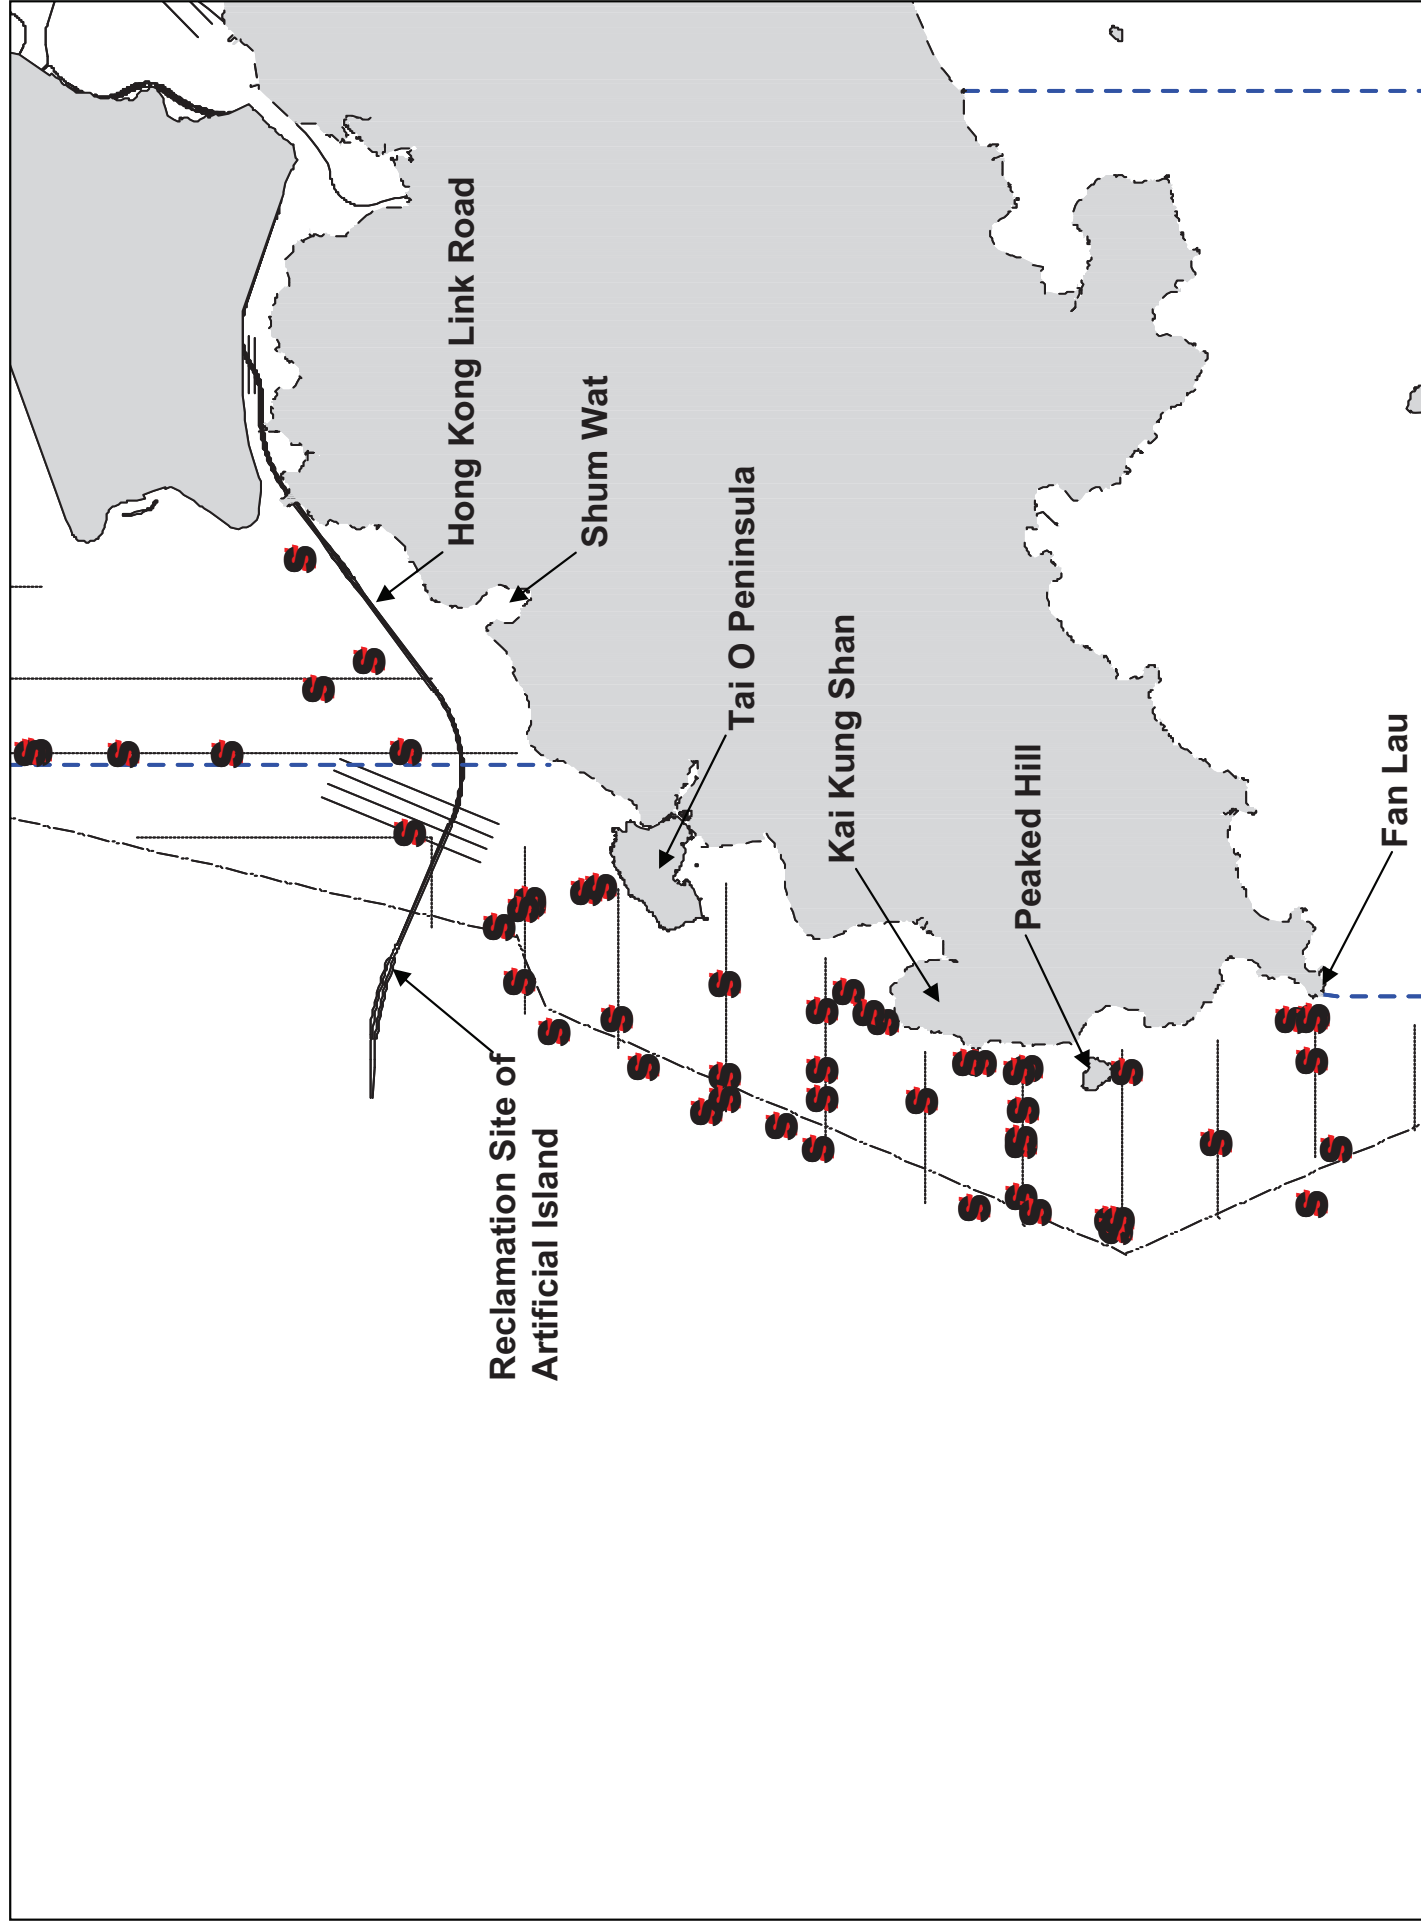 Hong Kong Link Road
Shum Wat
Tai O Peninsula
Kai Kung Shan
Peaked Hill
Fan Lau
Reclamation Site of
Artificial Island